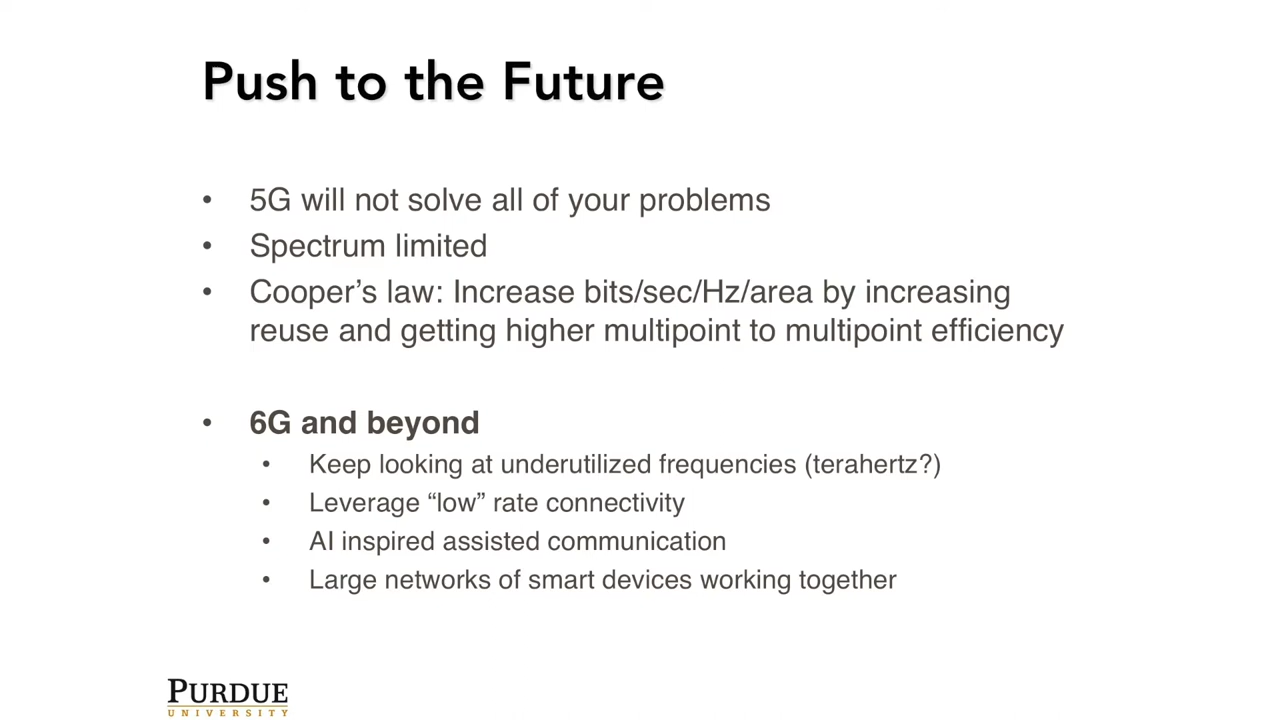 Push to the Future
• 5G will not solve all of your problems
• Spectrum limited
• Cooper’s law: Increase bits/sec/Hz/area by increasing
reuse and getting higher multipoint to multipoint efficiency
• 6G and beyond
• Keep looking at underutilized frequencies (terahertz?)
• Leverage “low” rate connectivity
• AI inspired assisted communication
• Large networks of smart devices working together
PURDUE
UNIVERSITY